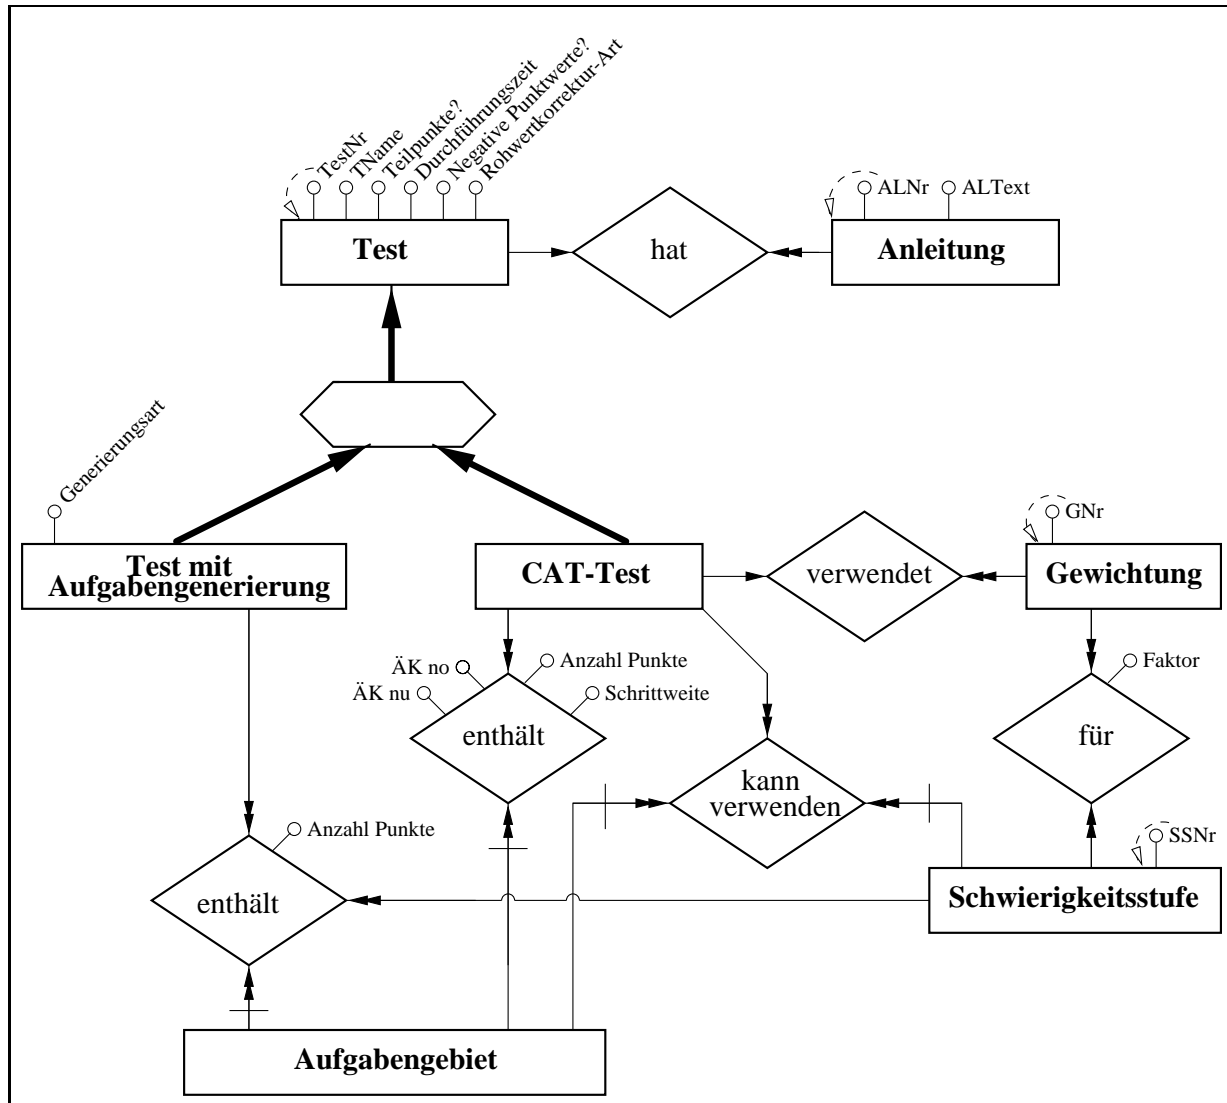 TestNr
TName
Teilpunkte?
Durchführungszeit
Negative Punktwerte?
Rohwertkorrektur-Art
ALNr
ALText
Test
hat
Anleitung
Generierungsart
GNr
Test mit
Aufgabengenerierung
CAT-Test
verwendet
Gewichtung
ÄK no
Anzahl Punkte
Faktor
ÄK nu
Schrittweite
enthält
für
kann
verwenden
Anzahl Punkte
SSNr
enthält
Schwierigkeitsstufe
Aufgabengebiet